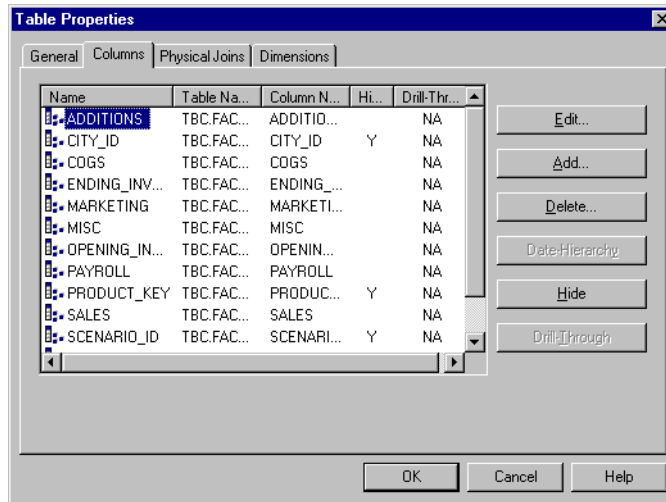 Table Properties
General Columns Physical Joins Dimensions
Name Table Na... Column N... Hi... Drill-Thr...
ADDITIONS TBC.FAC... ADDITIO... NA
CITY_ID TBC.FAC... CITY_ID Y NA
COGS TBC.FAC... COGS NA
ENDING_INV... TBC.FAC... ENDING_... NA
MARKETING TBC.FAC... MARKETI... NA
MISC TBC.FAC... MISC NA
OPENING_IN... TBC.FAC... OPENIN... NA
PAYROLL TBC.FAC... PAYROLL NA
PRODUCT_KEY TBC.FAC... PRODUC... Y NA
SALES TBC.FAC... SALES NA
SCENARIO_ID TBC.FAC... SCENARI... Y NA
Edit...
Add...
Delete...
Date-Hierarchy
Hide
Drill-Through
OK Cancel Help